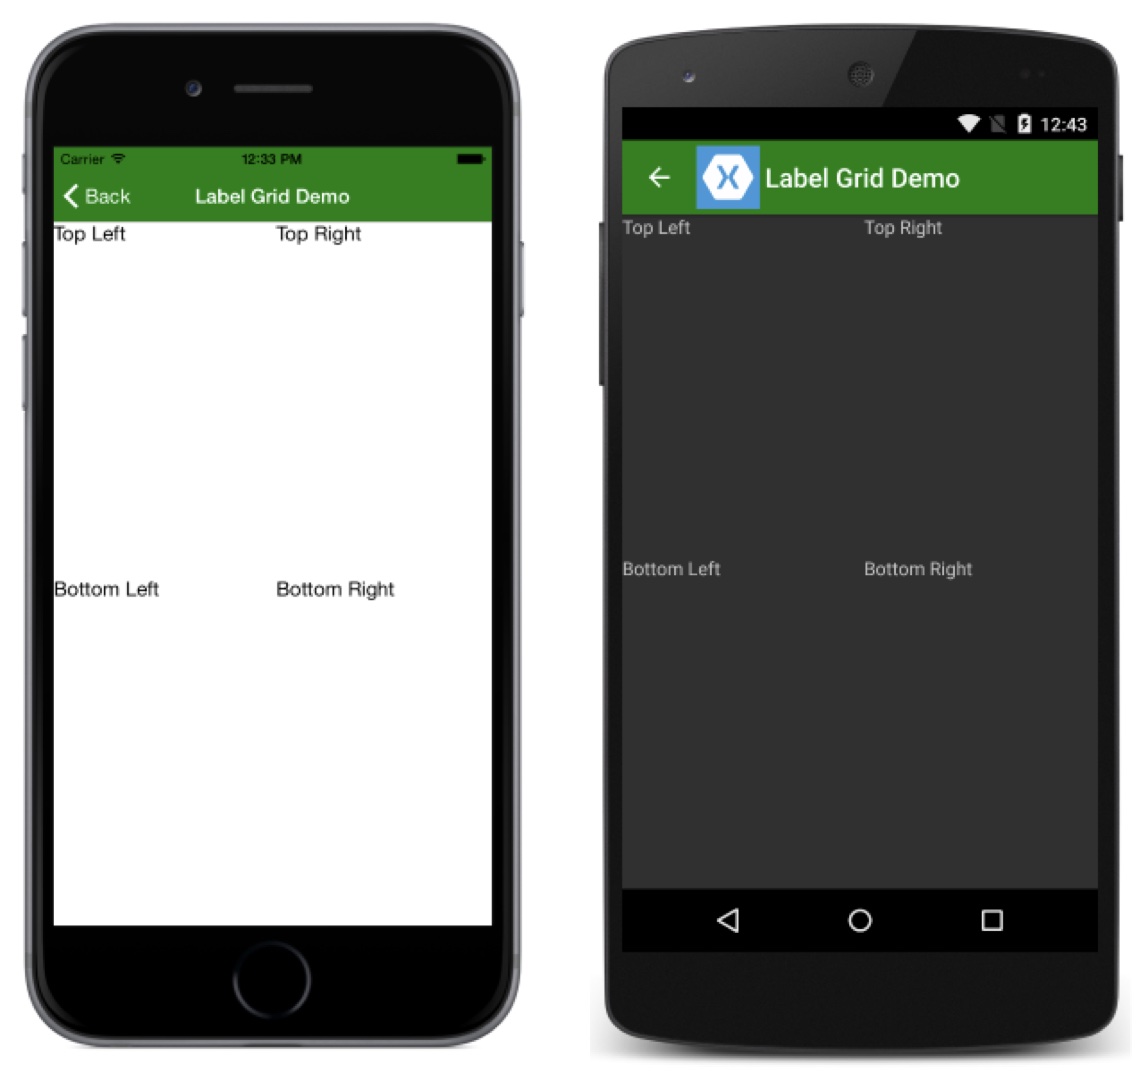 Carrier 12:33 PM
Back Label Grid Demo
Top Left Top Right
Bottom Left Bottom Right
12:43
Label Grid Demo
Top Left Top Right
Bottom Left Bottom Right